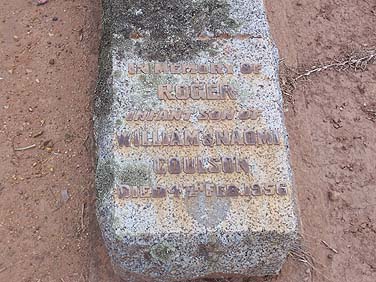 IN MEMORY OF
ROGER
INFANT SON OF
WILLIAM & NAOMI
COULSON
DIED 4TH FEB. 1956